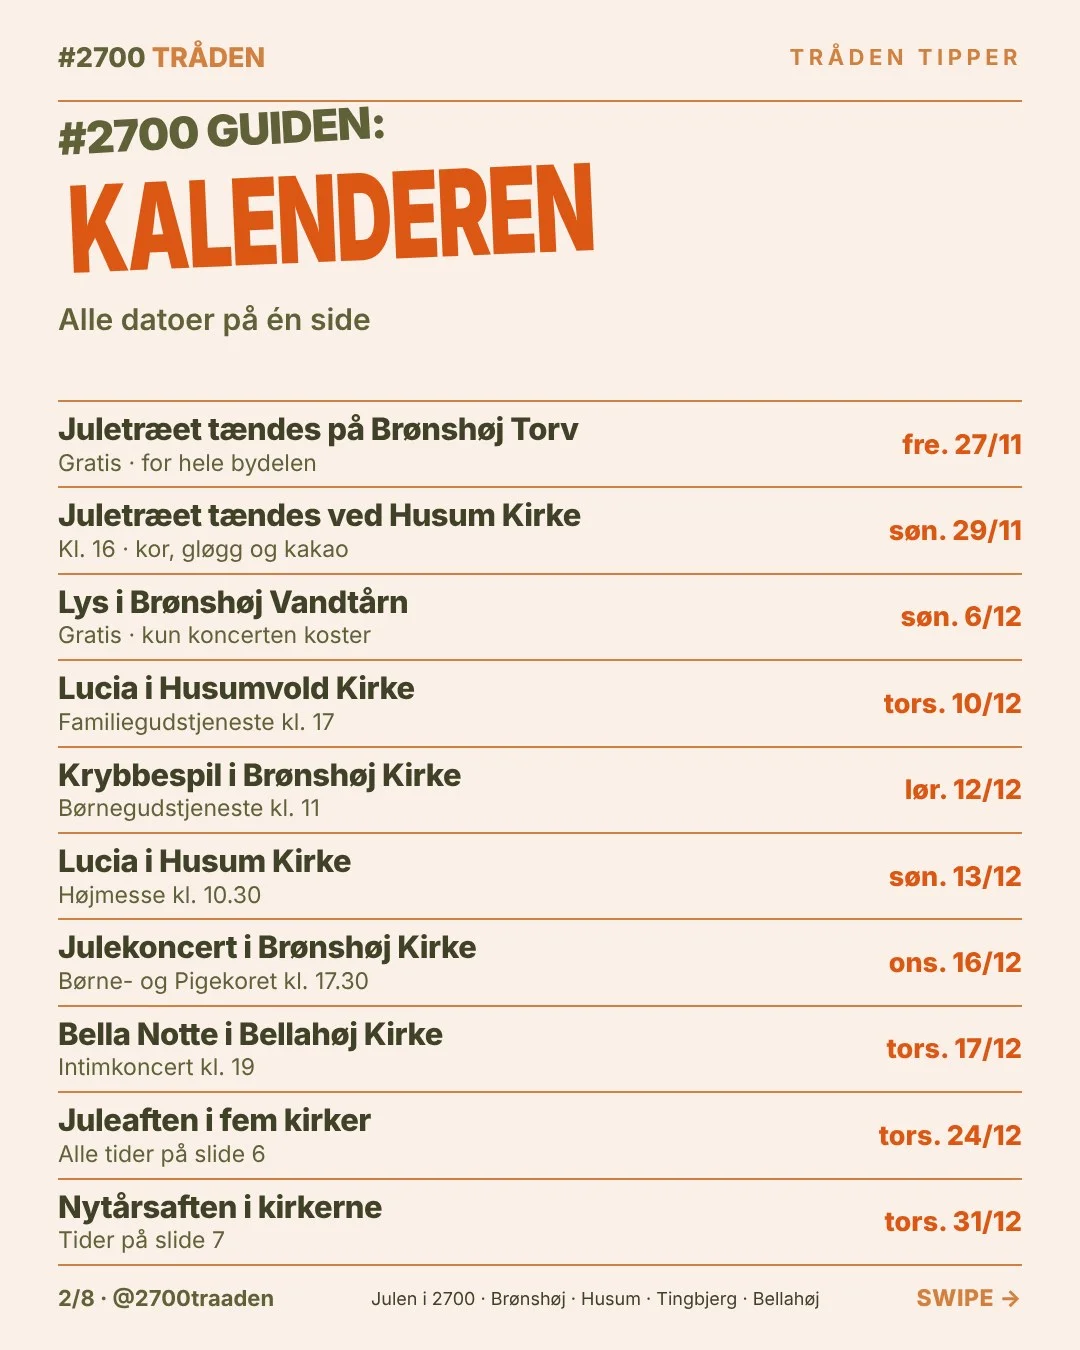 #2700 TRÅDEN
TRÅDEN TIPPER
#2700 GUIDEN:
KALENDEREN
Alle datoer på én side
Juletræet tændes på Brønshøj Torv
Gratis · for hele bydelen
fre. 27/11
Juletræet tændes ved Husum Kirke
Kl. 16 · kor, gløgg og kakao
søn. 29/11
Lys i Brønshøj Vandtårn
Gratis · kun koncerten koster
søn. 6/12
Lucia i Husumvold Kirke
Familiegudstjeneste kl. 17
tors. 10/12
Krybbespil i Brønshøj Kirke
Børnegudstjeneste kl. 11
lør. 12/12
Lucia i Husum Kirke
Højmesse kl. 10.30
søn. 13/12
Julekoncert i Brønshøj Kirke
Børne- og Pigekoret kl. 17.30
ons. 16/12
Bella Notte i Bellahøj Kirke
Intimkoncert kl. 19
tors. 17/12
Juleaften i fem kirker
Alle tider på slide 6
tors. 24/12
Nytårsaften i kirkerne
Tider på slide 7
tors. 31/12
2/8 · @2700traaden
Julen i 2700 · Brønshøj · Husum · Tingbjerg · Bellahøj
SWIPE →